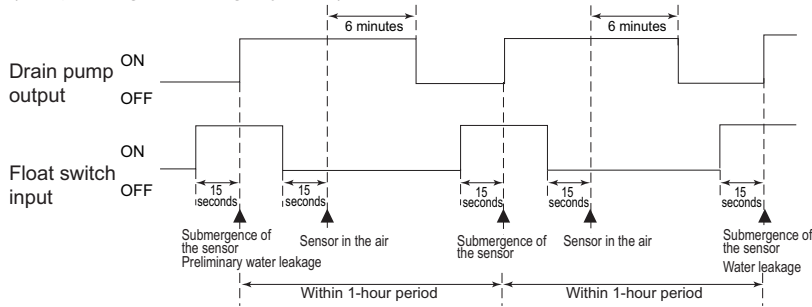 6 minutes 6 minutes
Drain pump output
ON
OFF
Float switch input
ON
OFF
15 seconds
15 seconds
15 seconds
15 seconds
15 seconds
Submergence of the sensor
Preliminary water leakage
Sensor in the air
Submergence of the sensor
Sensor in the air
Submergence of the sensor
Water leakage
Within 1-hour period Within 1-hour period